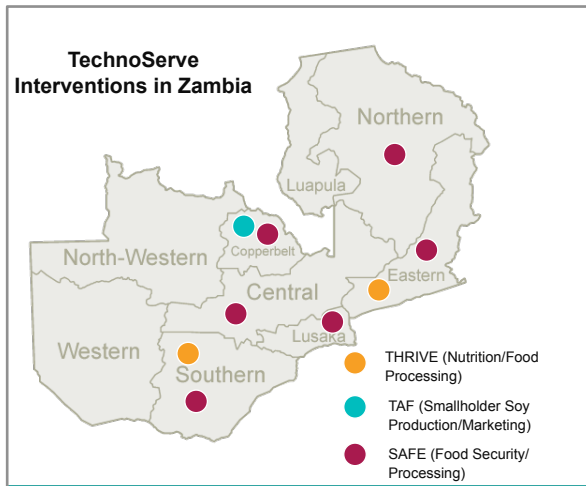 TechnoServe
Interventions in Zambia
Northern
Luapula
Copperbelt
North-Western
Eastern
Central
Lusaka
Western
Southern
THRIVE (Nutrition/Food
Processing)
TAF (Smallholder Soy
Production/Marketing)
SAFE (Food Security/
Processing)